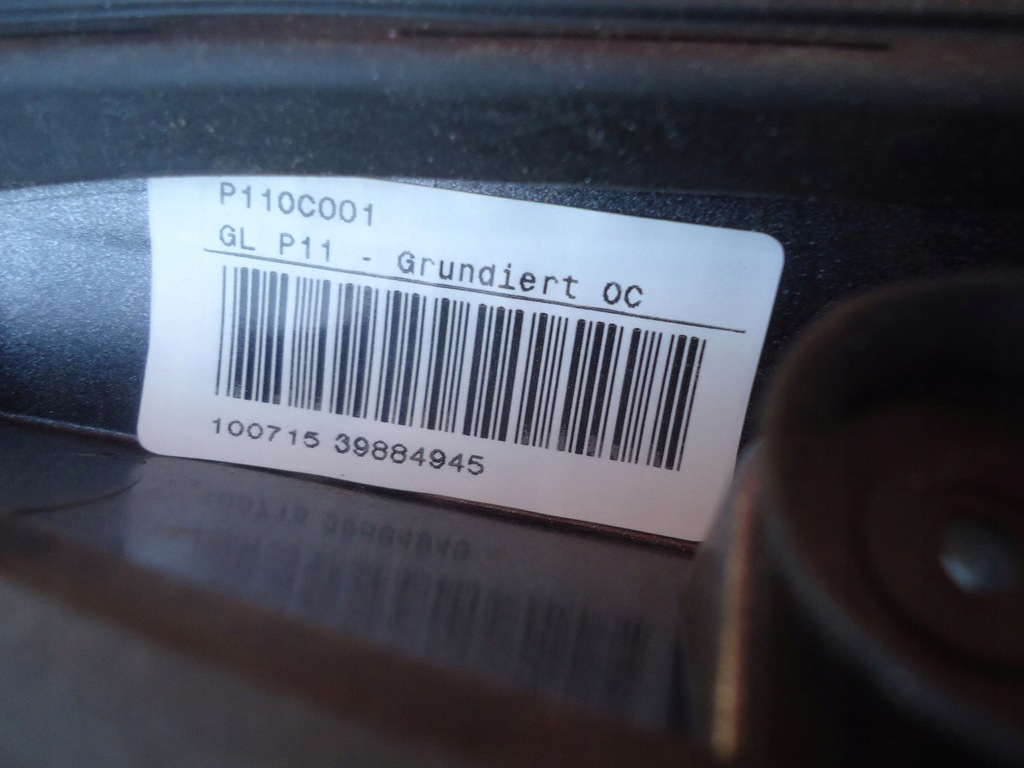 P110C001
GL P11 - Grundiert OC
100715 39884945